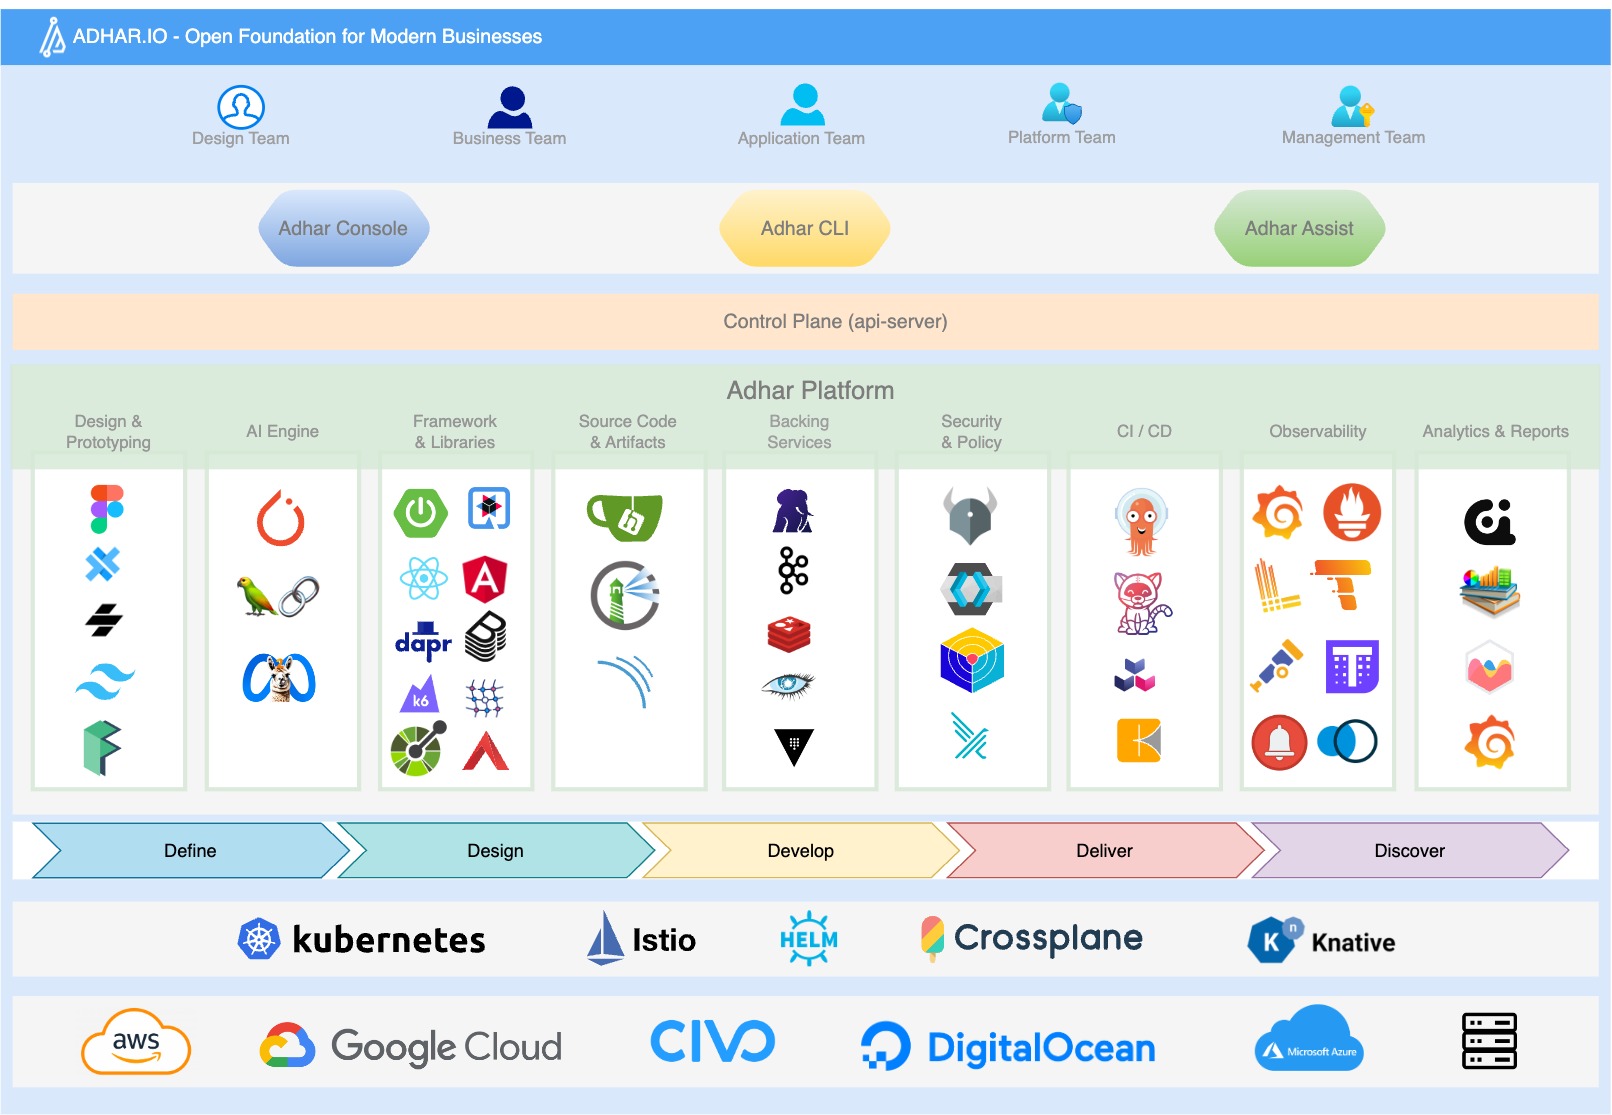 ADHAR.IO - Open Foundation for Modern Businesses
Design Team
Business Team
Application Team
Platform Team
Management Team
Adhar Console
Adhar CLI
Adhar Assist
Control Plane (api-server)
Adhar Platform
Design &
Prototyping
AI Engine
Framework
& Libraries
Source Code
& Artifacts
Backing
Services
Security
& Policy
CI / CD
Observability
Analytics & Reports
dapr
k6
T
Define
Design
Develop
Deliver
Discover
kubernetes
Istio
HELM
Crossplane
K
n
Knative
aws
Google Cloud
CIVO
DigitalOcean
Microsoft Azure